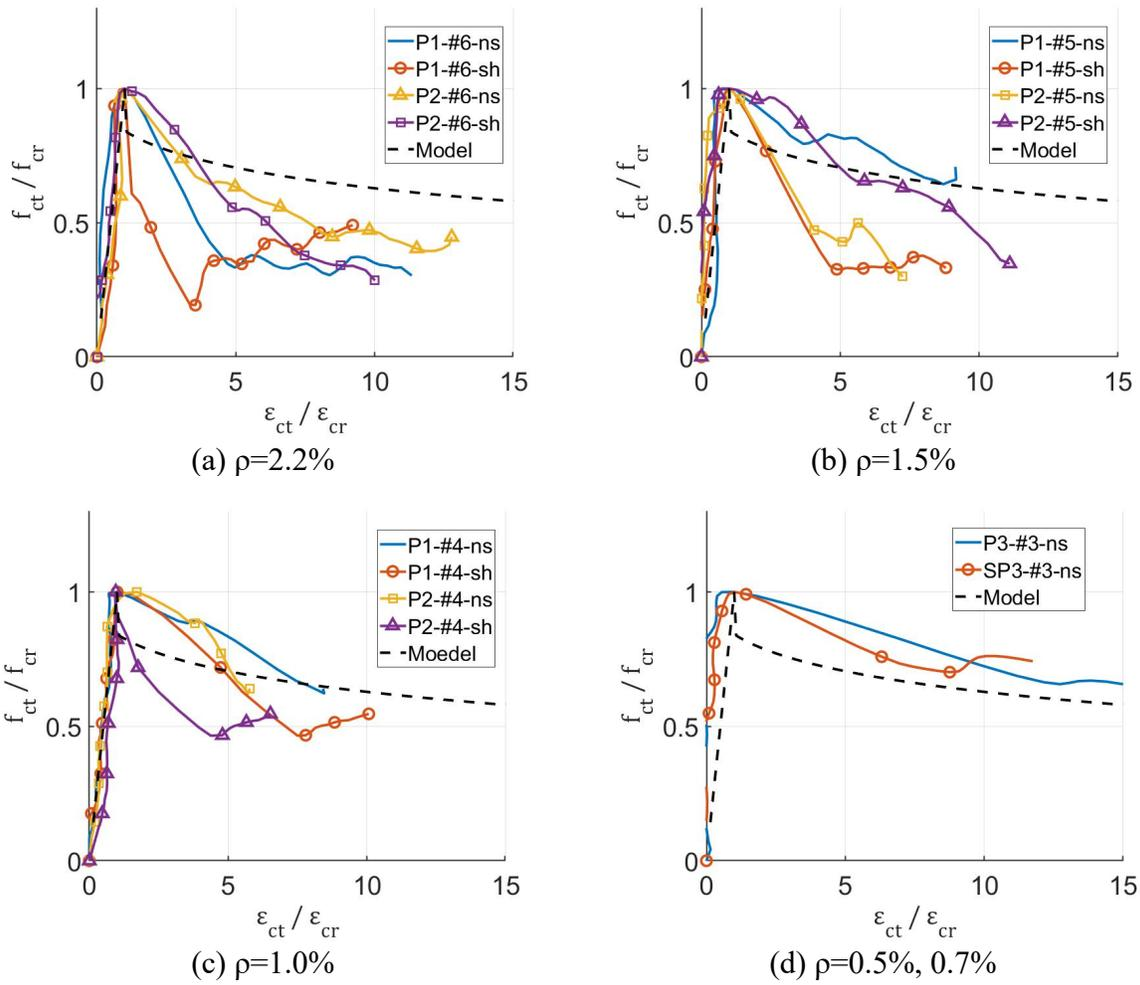 P1-#6-ns
P1-#6-sh
P2-#6-ns
P2-#6-sh
Model
1
0.5
0
f_ct / f_cr
0 5 10 15
ε_ct / ε_cr
(a) ρ=2.2%
P1-#5-ns
P1-#5-sh
P2-#5-ns
P2-#5-sh
Model
1
0.5
0
f_ct / f_cr
0 5 10 15
ε_ct / ε_cr
(b) ρ=1.5%
P1-#4-ns
P1-#4-sh
P2-#4-ns
P2-#4-sh
Moedel
1
0.5
0
f_ct / f_cr
0 5 10 15
ε_ct / ε_cr
(c) ρ=1.0%
P3-#3-ns
SP3-#3-ns
Model
1
0.5
0
f_ct / f_cr
0 5 10 15
ε_ct / ε_cr
(d) ρ=0.5%, 0.7%